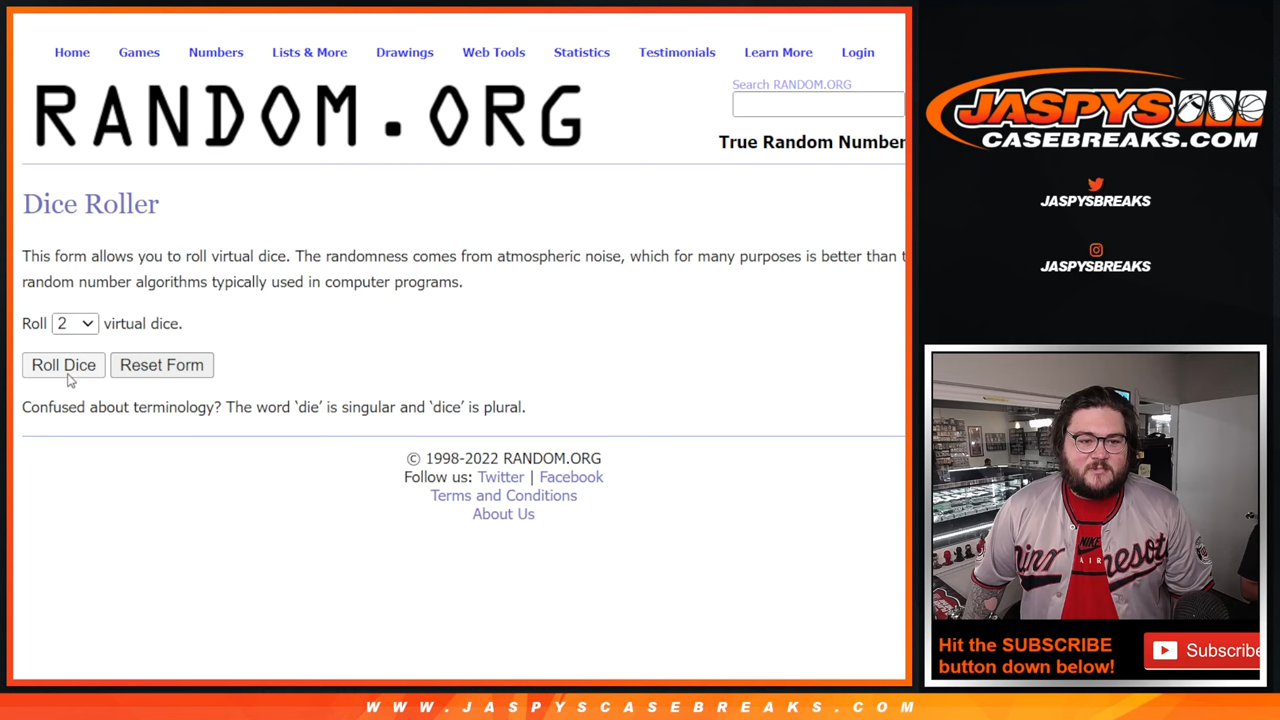 Home Games Numbers Lists & More Drawings Web Tools Statistics Testimonials Learn More Login
RANDOM.ORG
Search RANDOM.ORG
True Random Number
Dice Roller
This form allows you to roll virtual dice. The randomness comes from atmospheric noise, which for many purposes is better than t
random number algorithms typically used in computer programs.
Roll 2 virtual dice.
Roll Dice Reset Form
Confused about terminology? The word ‘die’ is singular and ‘dice’ is plural.
© 1998-2022 RANDOM.ORG
Follow us: Twitter | Facebook
Terms and Conditions
About Us
JASPYS
CASEBREAKS.COM
JASPYSBREAKS
JASPYSBREAKS
NIKE
AIR
Hit the SUBSCRIBE
button down below!
Subscribe
WWW.JASPYSCASEBREAKS.COM